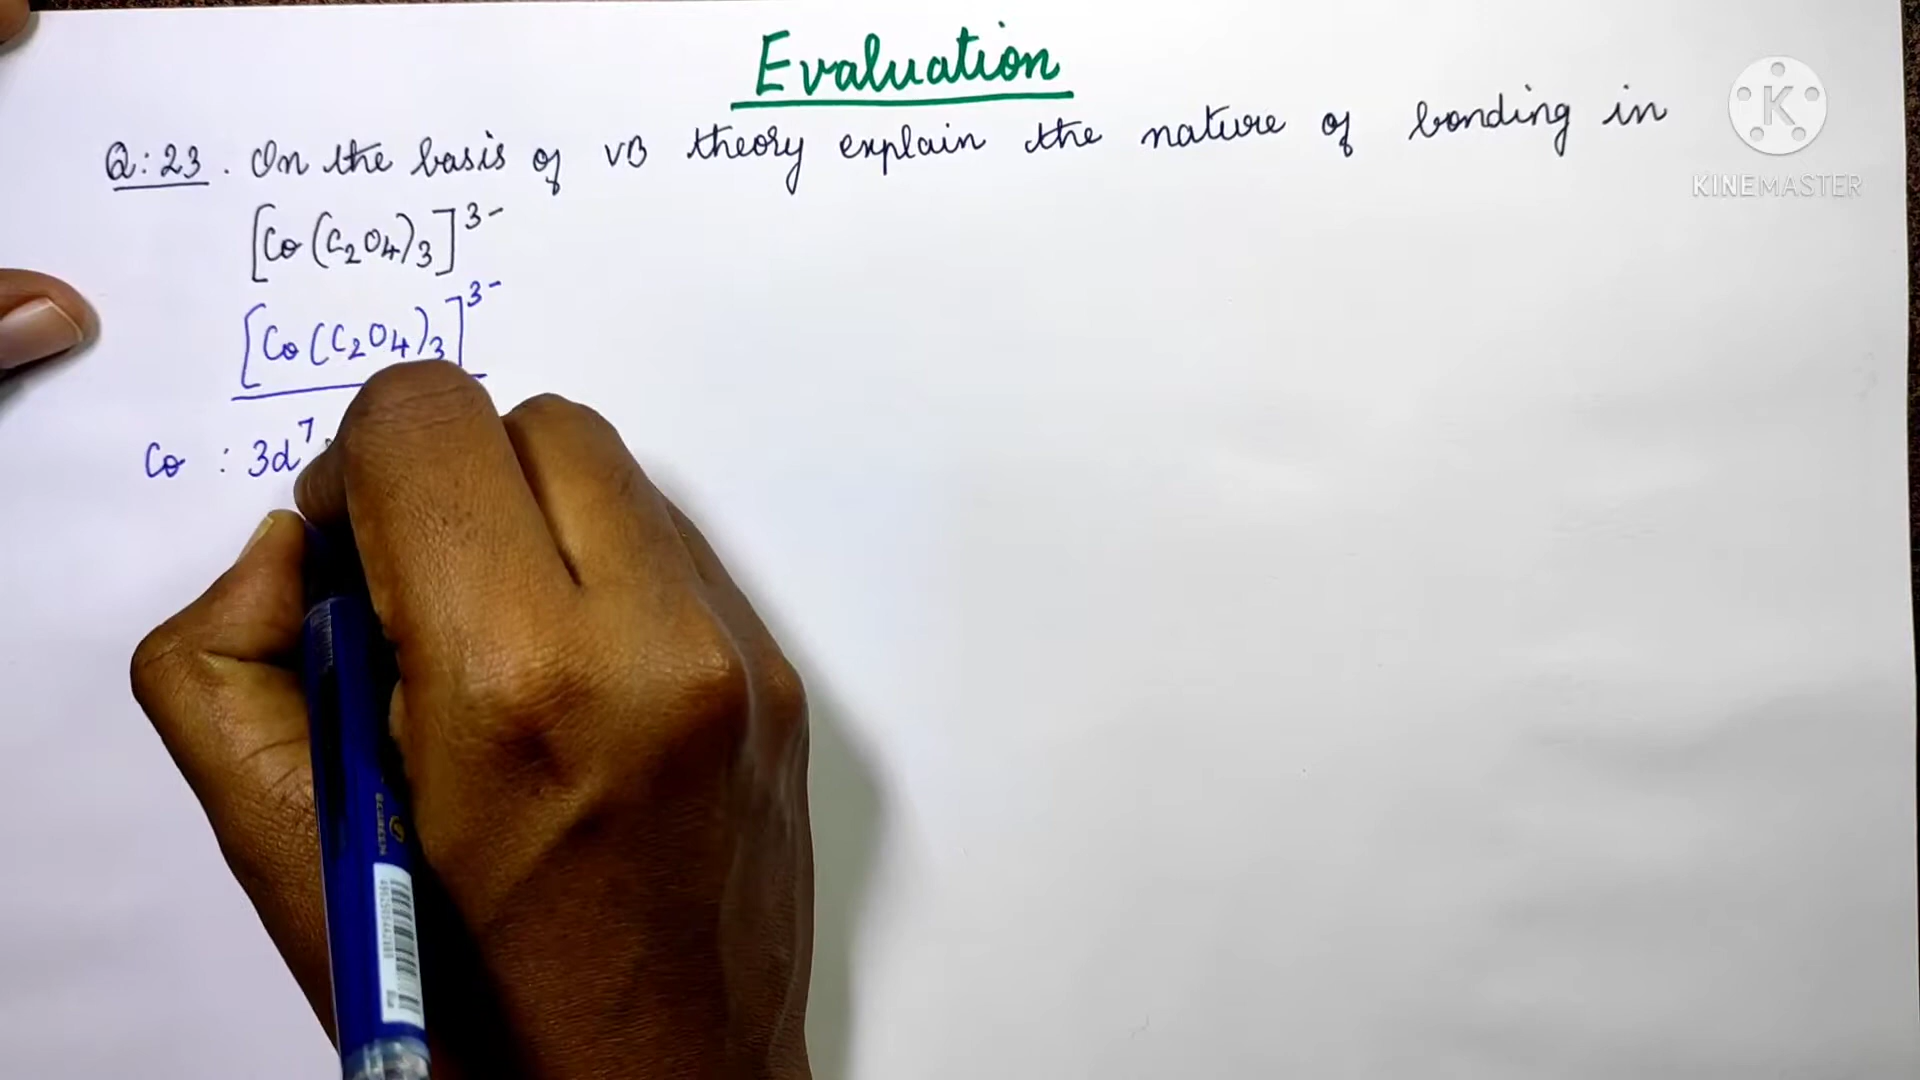 Evaluation
Q:23. On the basis of VB theory explain the nature of bonding in
[Co(C₂O₄)₃]³⁻
[Co(C₂O₄)₃]³⁻
Co : 3d⁷
K
KINEMASTER